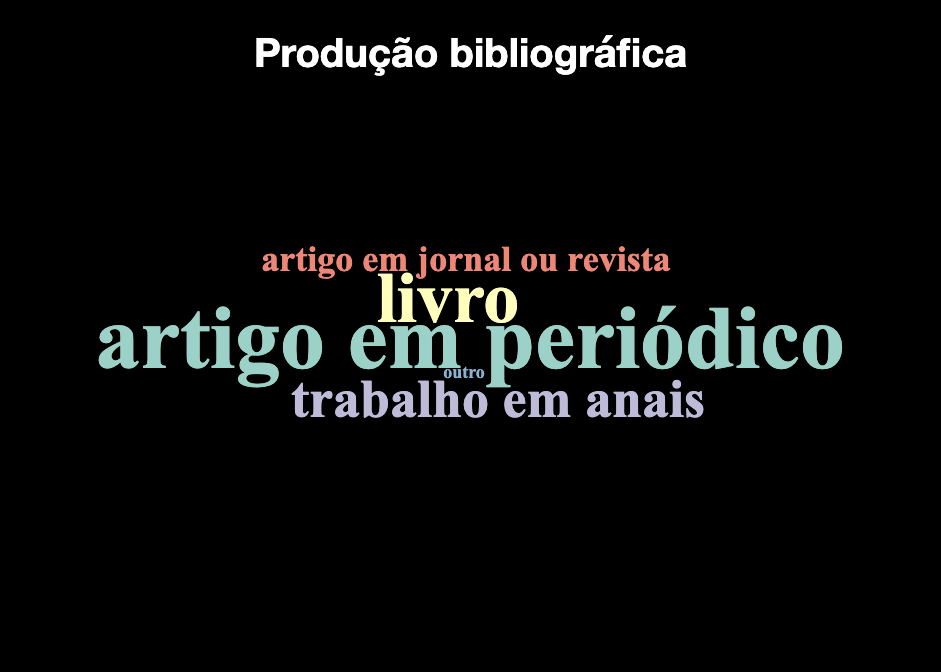 Produção bibliográfica
artigo em jornal ou revista
livro
artigo em periódico
outro
trabalho em anais